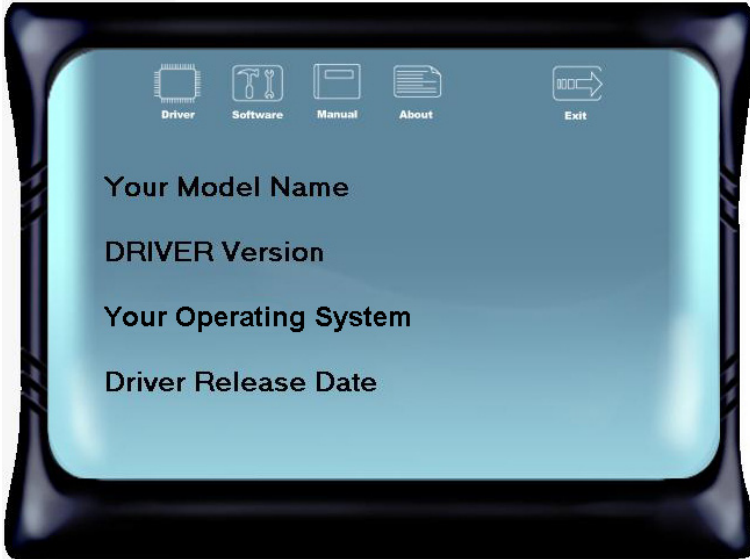 Driver Software Manual About Exit
Your Model Name
DRIVER Version
Your Operating System
Driver Release Date